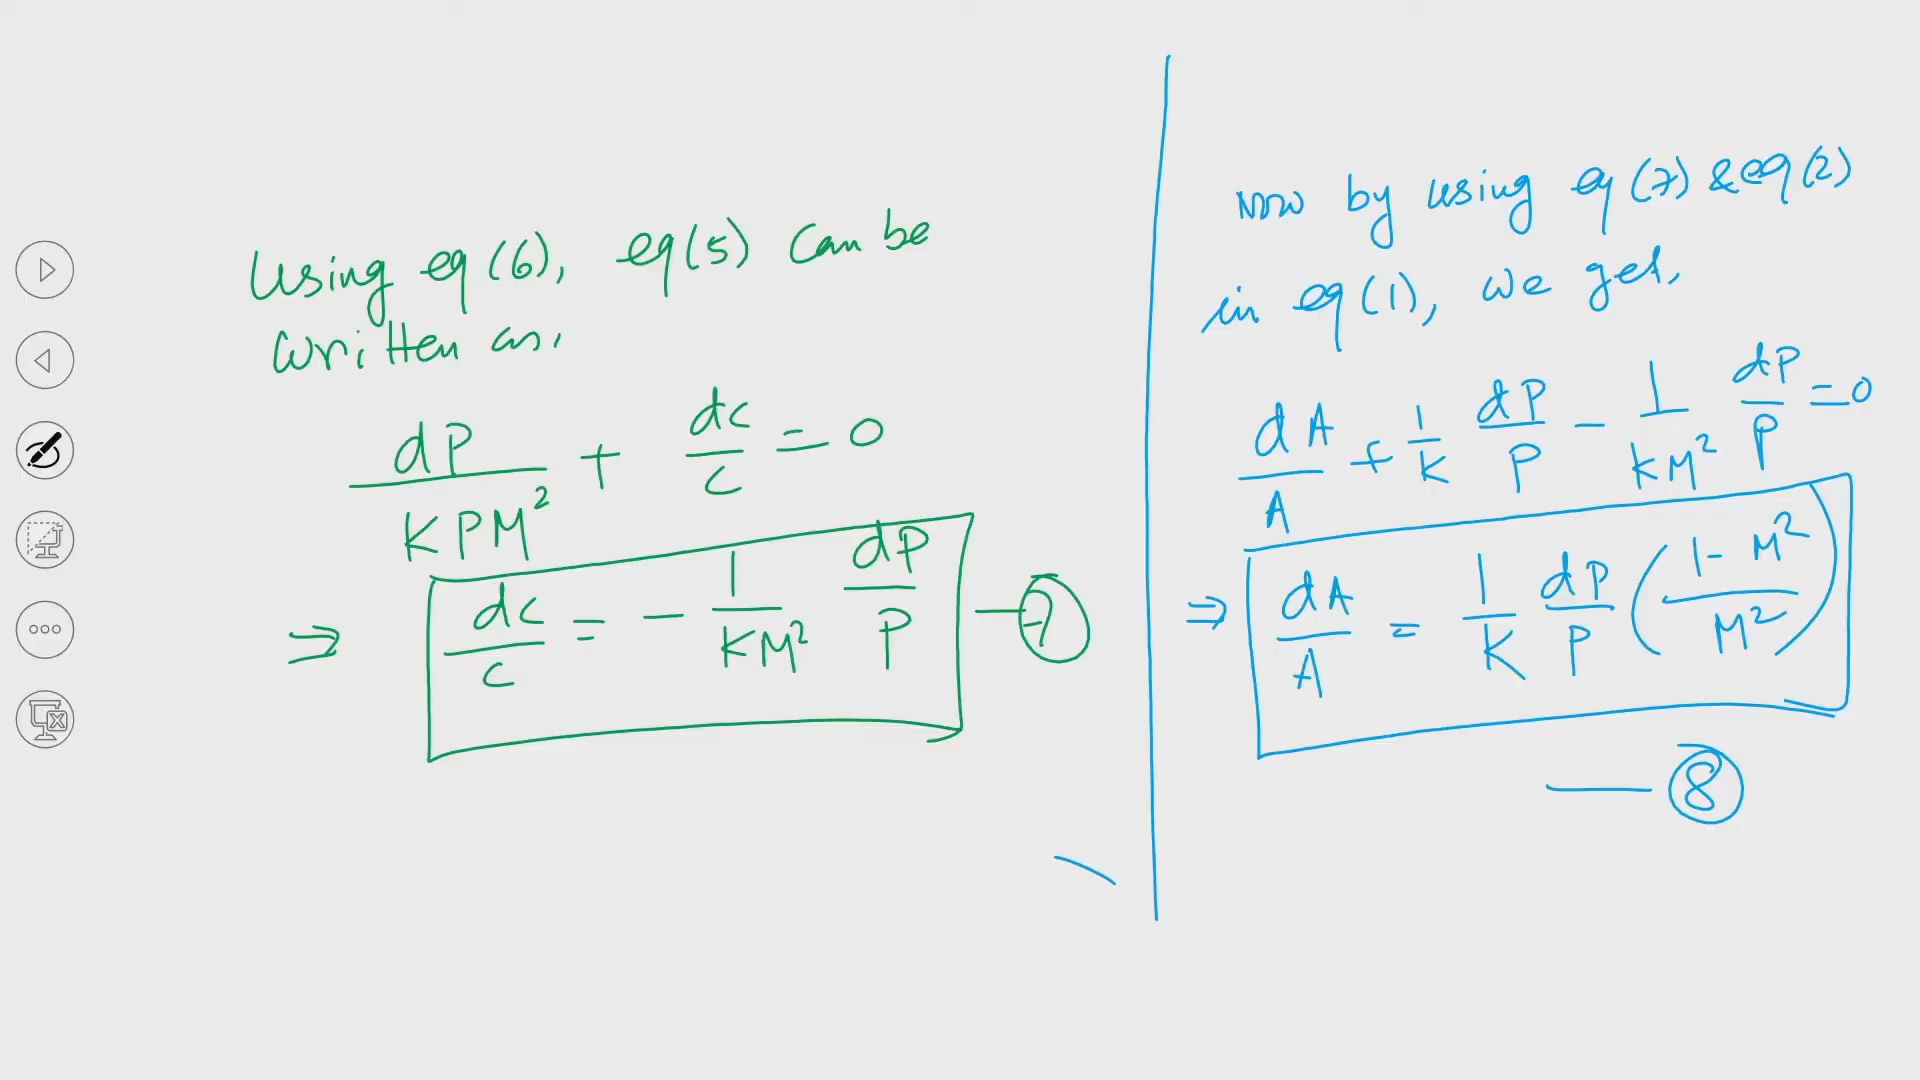 Using eq (6), eq(5) can be
written as,
dP/KPM² + dc/c = 0
⇒ dc/c = - 1/KM² dP/P — 7
Now by using eq (7) & eq (2)
in eq (1), we get,
dA/A + 1/K dP/P - 1/KM² dP/P = 0
⇒ dA/A = 1/K dP/P (1 - M²/M²)
— 8